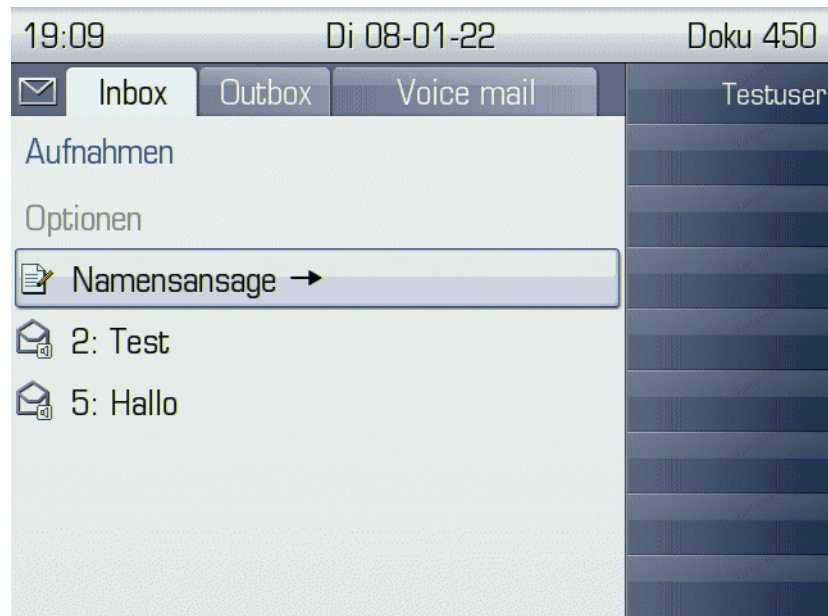 19:09 Di 08-01-22 Doku 450
Inbox Outbox Voice mail Testuser
Aufnahmen
Optionen
Namensansage →
2: Test
5: Hallo